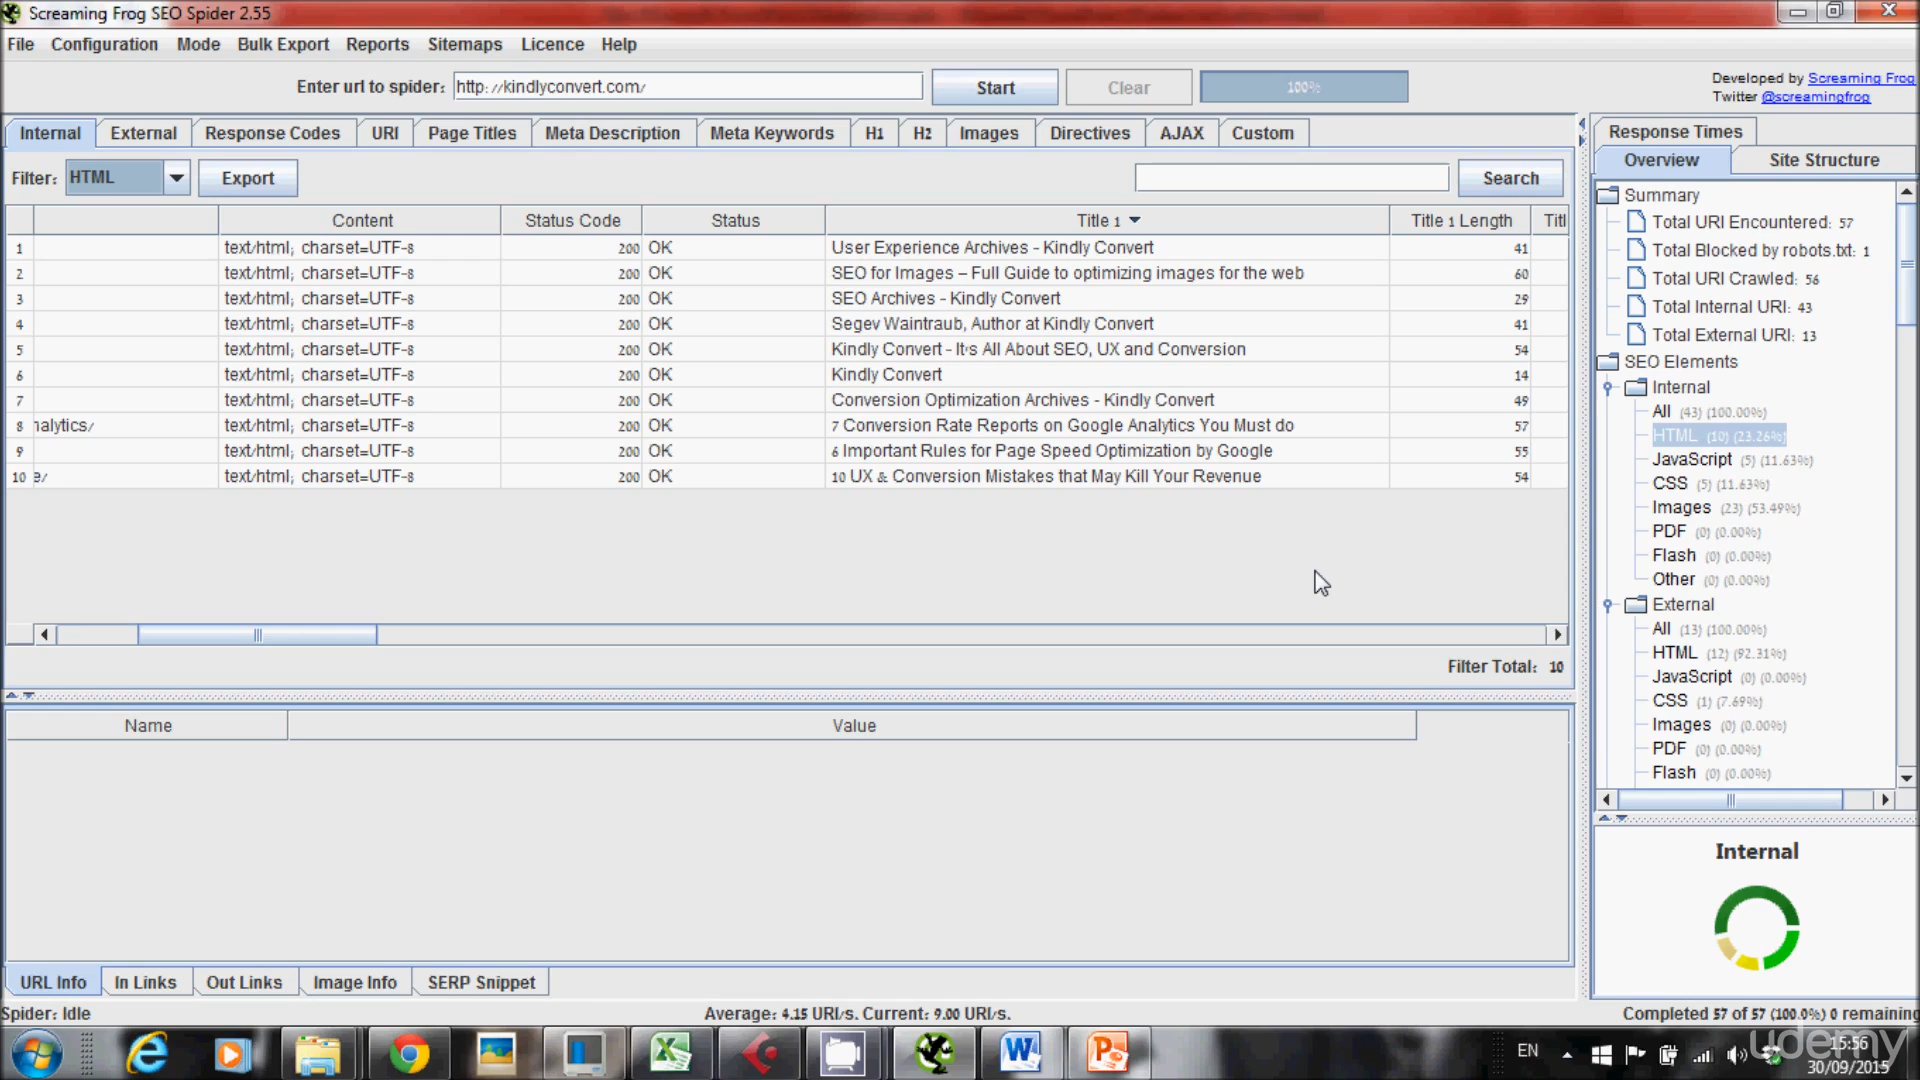 Screaming Frog SEO Spider 2.55
File Configuration Mode Bulk Export Reports Sitemaps Licence Help
Enter url to spider: http://kindlyconvert.com/ Start Clear 100%
Developed by Screaming Frog
Twitter @screamingfrog
Internal External Response Codes URI Page Titles Meta Description Meta Keywords H1 H2 Images Directives AJAX Custom
Filter: HTML Export Search
Content Status Code Status Title 1 Title 1 Length Titl
1 text/html; charset=UTF-8 200 OK User Experience Archives - Kindly Convert 41
2 text/html; charset=UTF-8 200 OK SEO for Images – Full Guide to optimizing images for the web 60
3 text/html; charset=UTF-8 200 OK SEO Archives - Kindly Convert 29
4 text/html; charset=UTF-8 200 OK Segev Waintraub, Author at Kindly Convert 41
5 text/html; charset=UTF-8 200 OK Kindly Convert - It's All About SEO, UX and Conversion 54
6 text/html; charset=UTF-8 200 OK Kindly Convert 14
7 text/html; charset=UTF-8 200 OK Conversion Optimization Archives - Kindly Convert 49
8 nalytics/ text/html; charset=UTF-8 200 OK 7 Conversion Rate Reports on Google Analytics You Must do 57
9 text/html; charset=UTF-8 200 OK 6 Important Rules for Page Speed Optimization by Google 55
10 e/ text/html; charset=UTF-8 200 OK 10 UX & Conversion Mistakes that May Kill Your Revenue 54
Filter Total: 10
Name Value
URL Info In Links Out Links Image Info SERP Snippet
Response Times
Overview Site Structure
Summary
Total URI Encountered: 57
Total Blocked by robots.txt: 1
Total URI Crawled: 56
Total Internal URI: 43
Total External URI: 13
SEO Elements
Internal
All (43) (100.00%)
HTML (10) (23.26%)
JavaScript (5) (11.63%)
CSS (5) (11.63%)
Images (23) (53.49%)
PDF (0) (0.00%)
Flash (0) (0.00%)
Other (0) (0.00%)
External
All (13) (100.00%)
HTML (12) (92.31%)
JavaScript (0) (0.00%)
CSS (1) (7.69%)
Images (0) (0.00%)
PDF (0) (0.00%)
Flash (0) (0.00%)
Internal
Spider: Idle Average: 4.15 URI/s. Current: 9.00 URI/s. Completed 57 of 57 (100.0%) 0 remaining
EN 15:56
30/09/2015
udemy